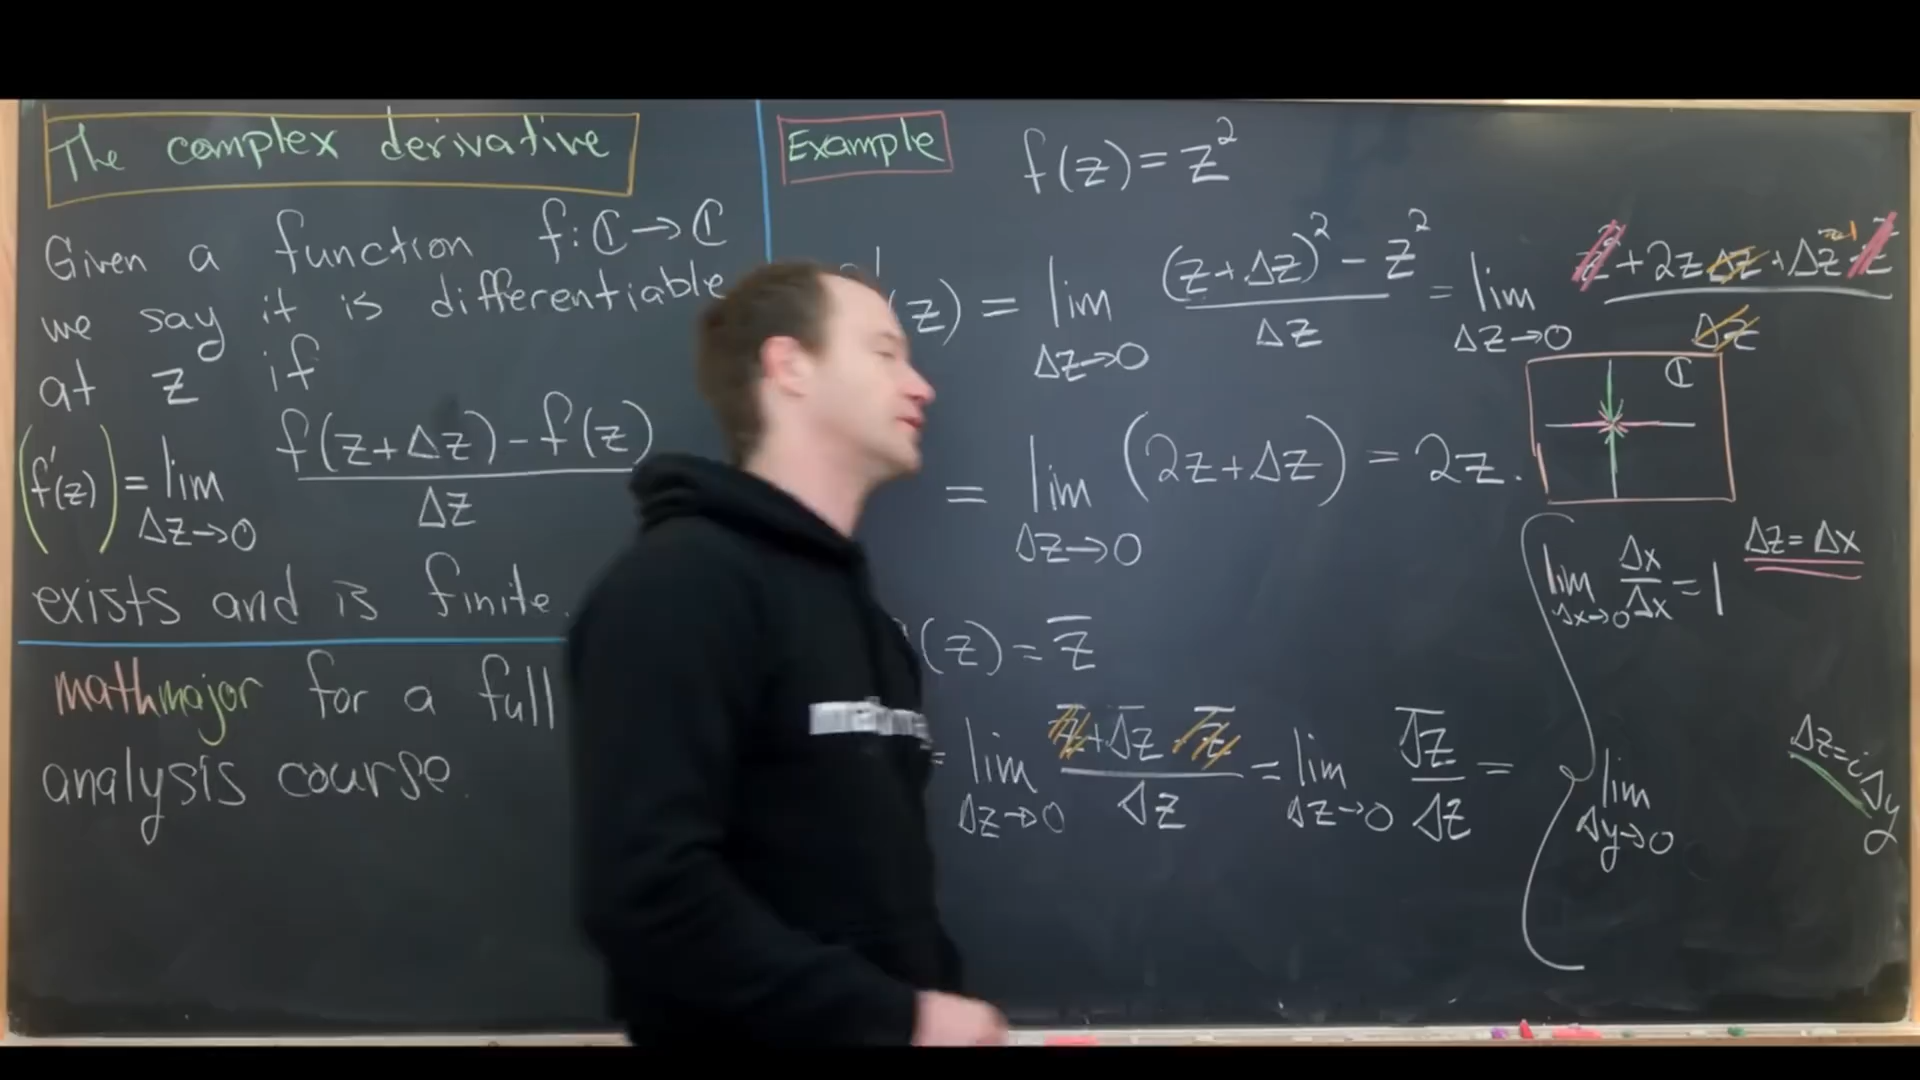 The complex derivative
Given a function f: ℂ → ℂ
we say it is differentiable
at z if
(f'(z)) = lim Δz→0 (f(z+Δz) - f(z)) / Δz
exists and is finite.
mathmajor for a full
analysis course.
Example
f(z) = z²
(z) = lim Δz→0 ((z+Δz)² - z²) / Δz = lim Δz→0 (z² + 2zΔz + Δz² - z²) / Δz
= lim Δz→0 (2z+Δz) = 2z.
ℂ
(z) = z̅
= lim Δz→0 (z̅ + Δ̅z̅ - z̅) / Δz = lim Δz→0 Δ̅z̅ / Δz =
lim Δx→0 Δx/Δx = 1
Δz = Δx
lim Δy→0
Δz = iΔy